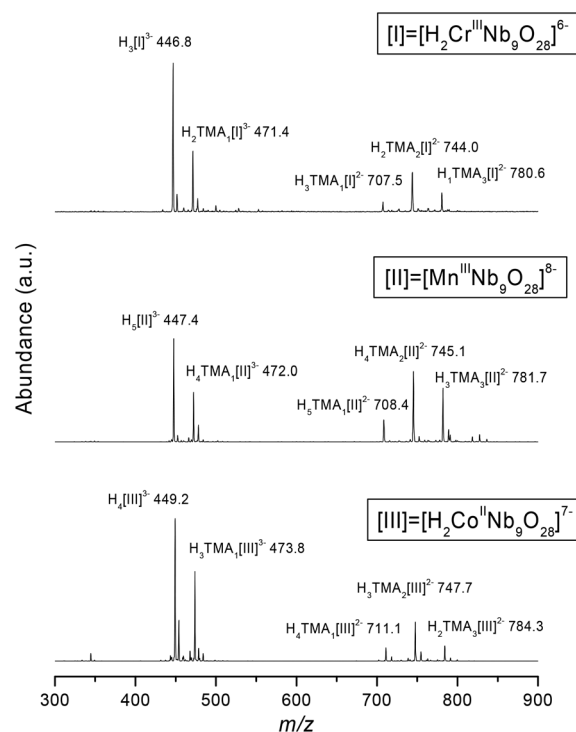 [I]=[H₂CrᴵᴵᴵNb₉O₂₈]⁶⁻
H₃[I]³⁻ 446.8
H₂TMA₁[I]³⁻ 471.4
H₂TMA₂[I]²⁻ 744.0
H₃TMA₁[I]²⁻ 707.5
H₁TMA₃[I]²⁻ 780.6
[II]=[MnᴵᴵᴵNb₉O₂₈]⁸⁻
H₅[II]³⁻ 447.4
H₄TMA₁[II]³⁻ 472.0
H₄TMA₂[II]²⁻ 745.1
H₃TMA₃[II]²⁻ 781.7
H₅TMA₁[II]²⁻ 708.4
[III]=[H₂CoᴵᴵNb₉O₂₈]⁷⁻
H₄[III]³⁻ 449.2
H₃TMA₁[III]³⁻ 473.8
H₃TMA₂[III]²⁻ 747.7
H₄TMA₁[III]²⁻ 711.1
H₂TMA₃[III]²⁻ 784.3
Abundance (a.u.)
300 400 500 600 700 800 900
m/z